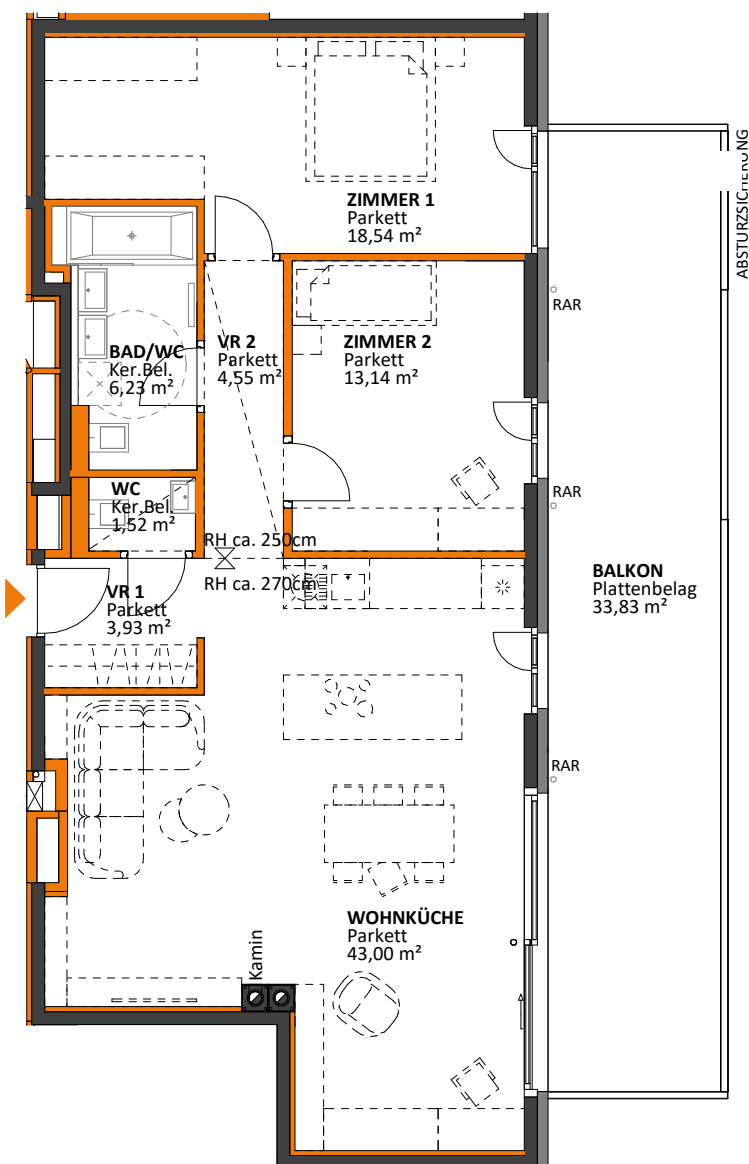 ZIMMER 1
Parkett
18,54 m²
ABSTURZSICHERUNG
RAR
ZIMMER 2
Parkett
13,14 m²
VR 2
Parkett
4,55 m²
BAD/WC
Ker.Bel.
6,23 m²
WC
Ker.Bel.
1,52 m²
RAR
RH ca. 250cm
RH ca. 270cm
VR 1
Parkett
3,93 m²
BALKON
Plattenbelag
33,83 m²
RAR
WOHNKÜCHE
Parkett
43,00 m²
Kamin